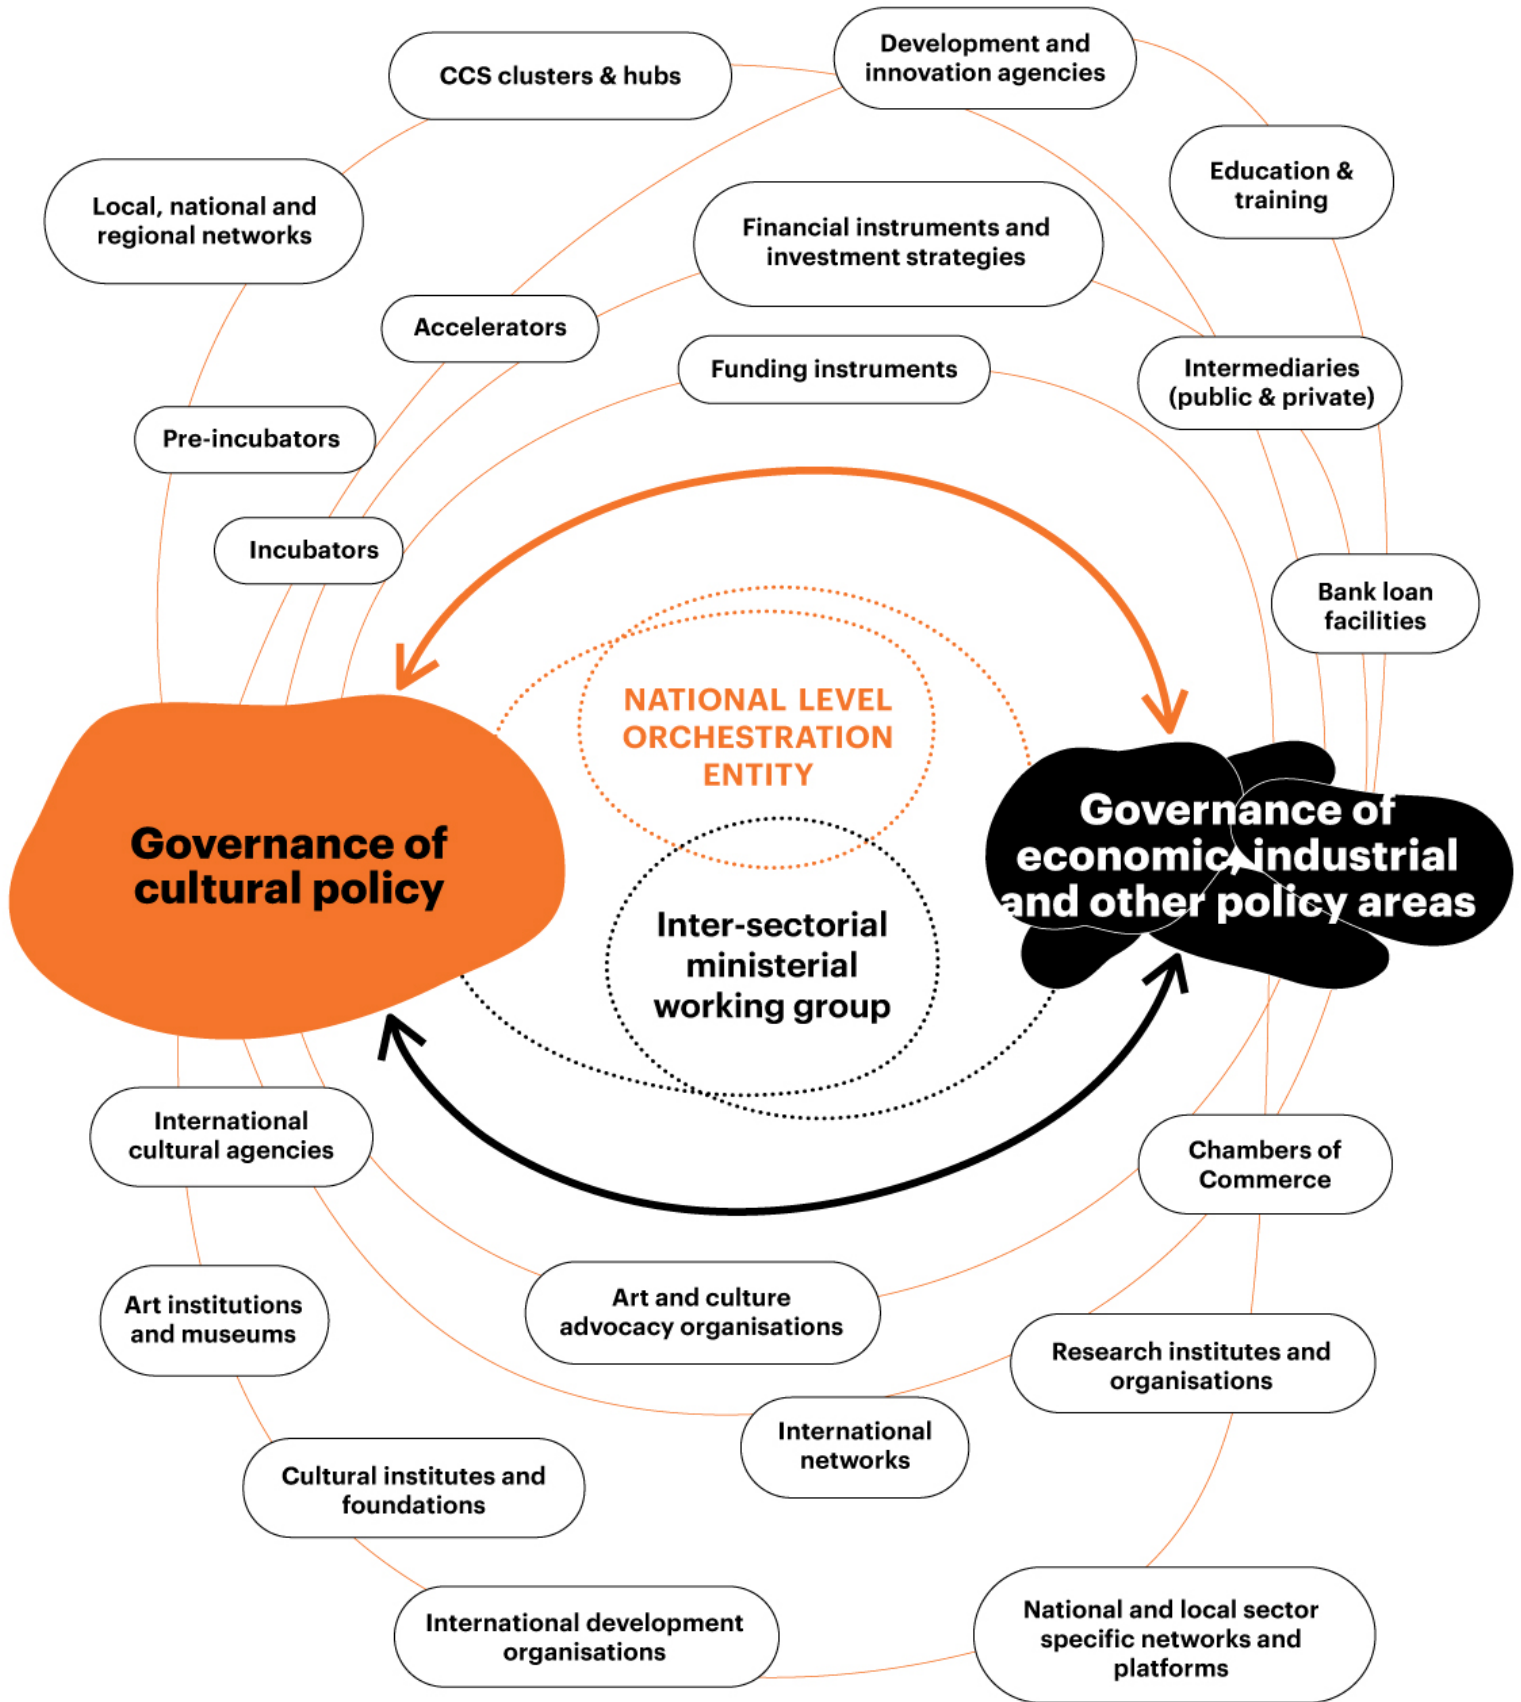 CCS clusters & hubs
Development and
innovation agencies
Education &
training
Local, national and
regional networks
Financial instruments and
investment strategies
Accelerators
Funding instruments
Intermediaries
(public & private)
Pre-incubators
Incubators
Bank loan
facilities
NATIONAL LEVEL
ORCHESTRATION
ENTITY
Governance of
cultural policy
Governance of
economic, industrial
and other policy areas
Inter-sectorial
ministerial
working group
International
cultural agencies
Chambers of
Commerce
Art institutions
and museums
Art and culture
advocacy organisations
Research institutes and
organisations
International
networks
Cultural institutes and
foundations
International development
organisations
National and local sector
specific networks and
platforms